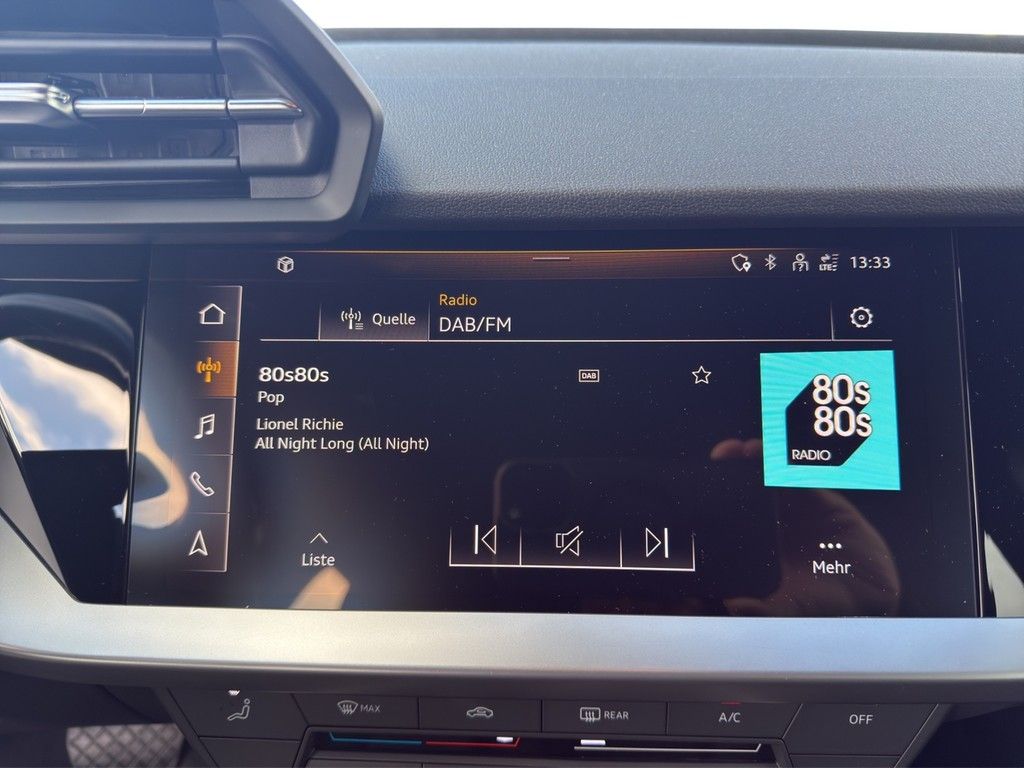 LTE 13:33
Quelle
Radio
DAB/FM
80s80s
DAB
Pop
Lionel Richie
All Night Long (All Night)
80s
80s
RADIO
Liste
Mehr
MAX
REAR
A/C
OFF